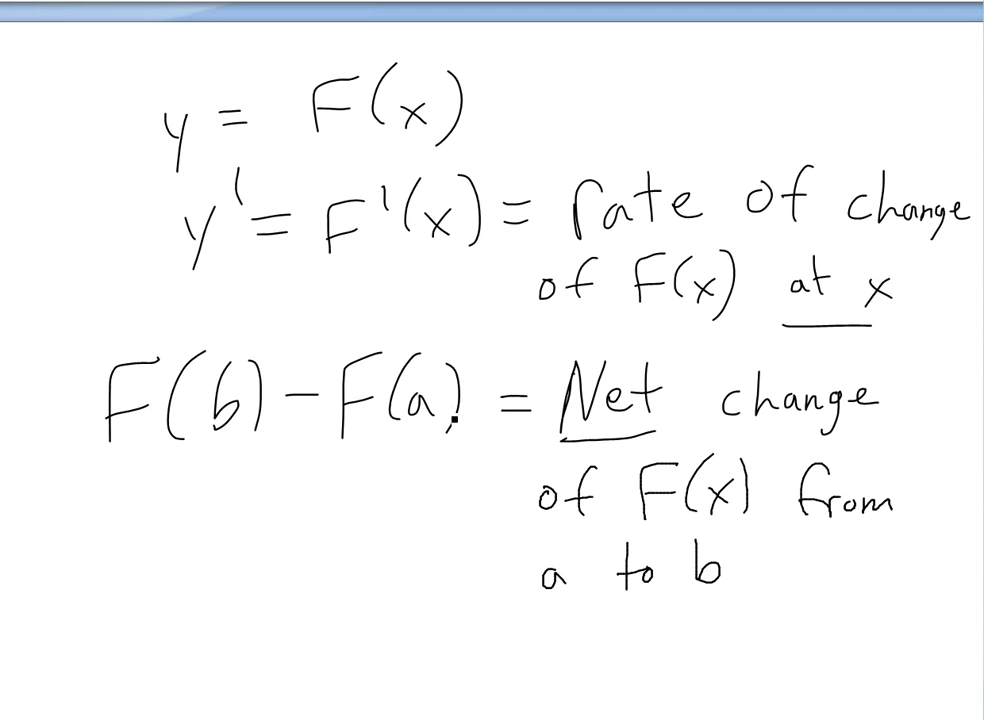 y = F(x)
y' = F'(x) = rate of change
of F(x) at x
F(b) - F(a) = Net change
of F(x) from
a to b